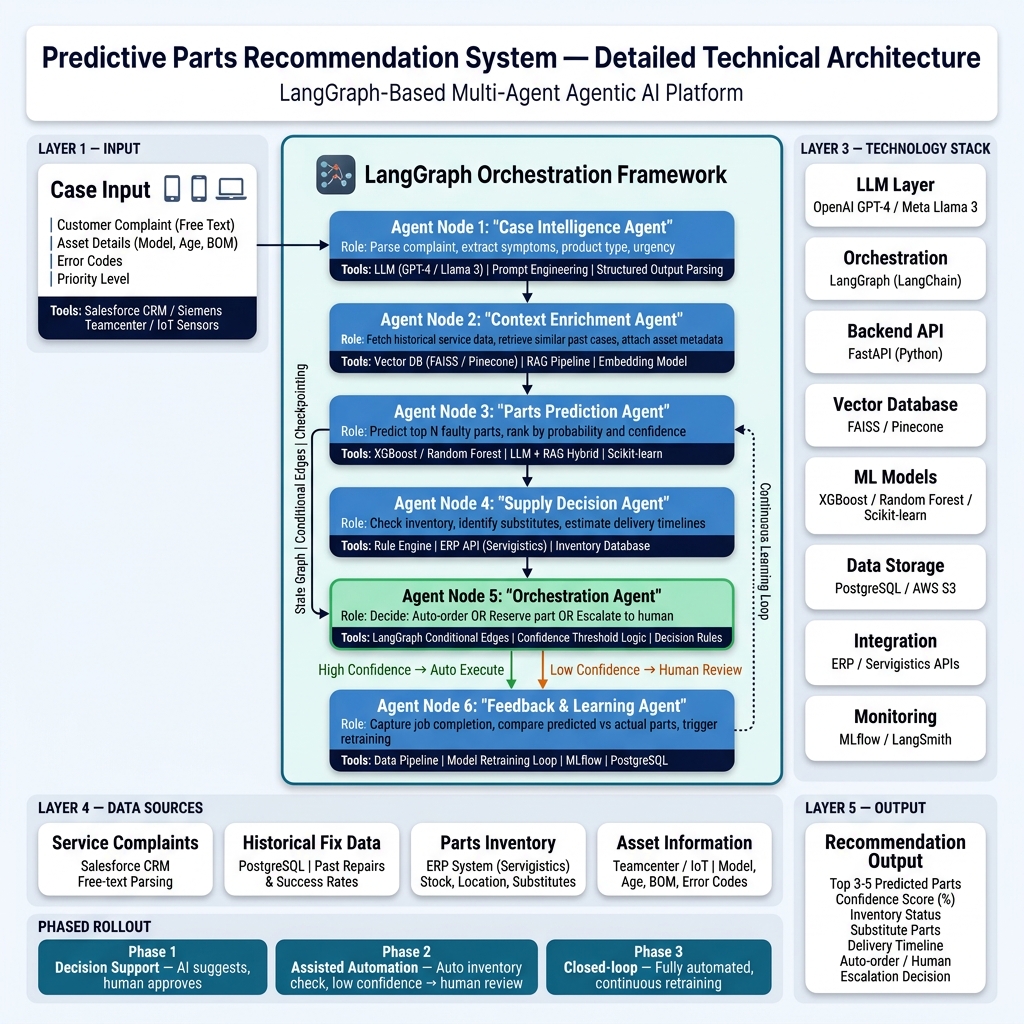 Predictive Parts Recommendation System — Detailed Technical Architecture
LangGraph-Based Multi-Agent Agentic AI Platform
LAYER 1 — INPUT
Case Input
Customer Complaint (Free Text)
Asset Details (Model, Age, BOM)
Error Codes
Priority Level
Tools: Salesforce CRM / Siemens
Teamcenter / IoT Sensors
LangGraph Orchestration Framework
Agent Node 1: "Case Intelligence Agent"
Role: Parse complaint, extract symptoms, product type, urgency
Tools: LLM (GPT-4 / Llama 3) | Prompt Engineering | Structured Output Parsing
Agent Node 2: "Context Enrichment Agent"
Role: Fetch historical service data, retrieve similar past cases, attach asset metadata
Tools: Vector DB (FAISS / Pinecone) | RAG Pipeline | Embedding Model
Agent Node 3: "Parts Prediction Agent"
Role: Predict top N faulty parts, rank by probability and confidence
Tools: XGBoost / Random Forest | LLM + RAG Hybrid | Scikit-learn
Agent Node 4: "Supply Decision Agent"
Role: Check inventory, identify substitutes, estimate delivery timelines
Tools: Rule Engine | ERP API (Servigistics) | Inventory Database
Agent Node 5: "Orchestration Agent"
Role: Decide: Auto-order OR Reserve part OR Escalate to human
Tools: LangGraph Conditional Edges | Confidence Threshold Logic | Decision Rules
High Confidence → Auto Execute
Low Confidence → Human Review
Agent Node 6: "Feedback & Learning Agent"
Role: Capture job completion, compare predicted vs actual parts, trigger
retraining
Tools: Data Pipeline | Model Retraining Loop | MLflow | PostgreSQL
State Graph | Conditional Edges | Checkpointing
Continuous Learning Loop
LAYER 3 — TECHNOLOGY STACK
LLM Layer
OpenAI GPT-4 / Meta Llama 3
Orchestration
LangGraph (LangChain)
Backend API
FastAPI (Python)
Vector Database
FAISS / Pinecone
ML Models
XGBoost / Random Forest /
Scikit-learn
Data Storage
PostgreSQL / AWS S3
Integration
ERP / Servigistics APIs
Monitoring
MLflow / LangSmith
LAYER 4 — DATA SOURCES
Service Complaints
Salesforce CRM
Free-text Parsing
Historical Fix Data
PostgreSQL | Past Repairs
& Success Rates
Parts Inventory
ERP System (Servigistics)
Stock, Location, Substitutes
Asset Information
Teamcenter / IoT | Model,
Age, BOM, Error Codes
LAYER 5 — OUTPUT
Recommendation
Output
Top 3-5 Predicted Parts
Confidence Score (%)
Inventory Status
Substitute Parts
Delivery Timeline
Auto-order / Human
Escalation Decision
PHASED ROLLOUT
Phase 1
Decision Support — AI suggests,
human approves
Phase 2
Assisted Automation — Auto inventory
check, low confidence → human review
Phase 3
Closed-loop — Fully automated,
continuous retraining